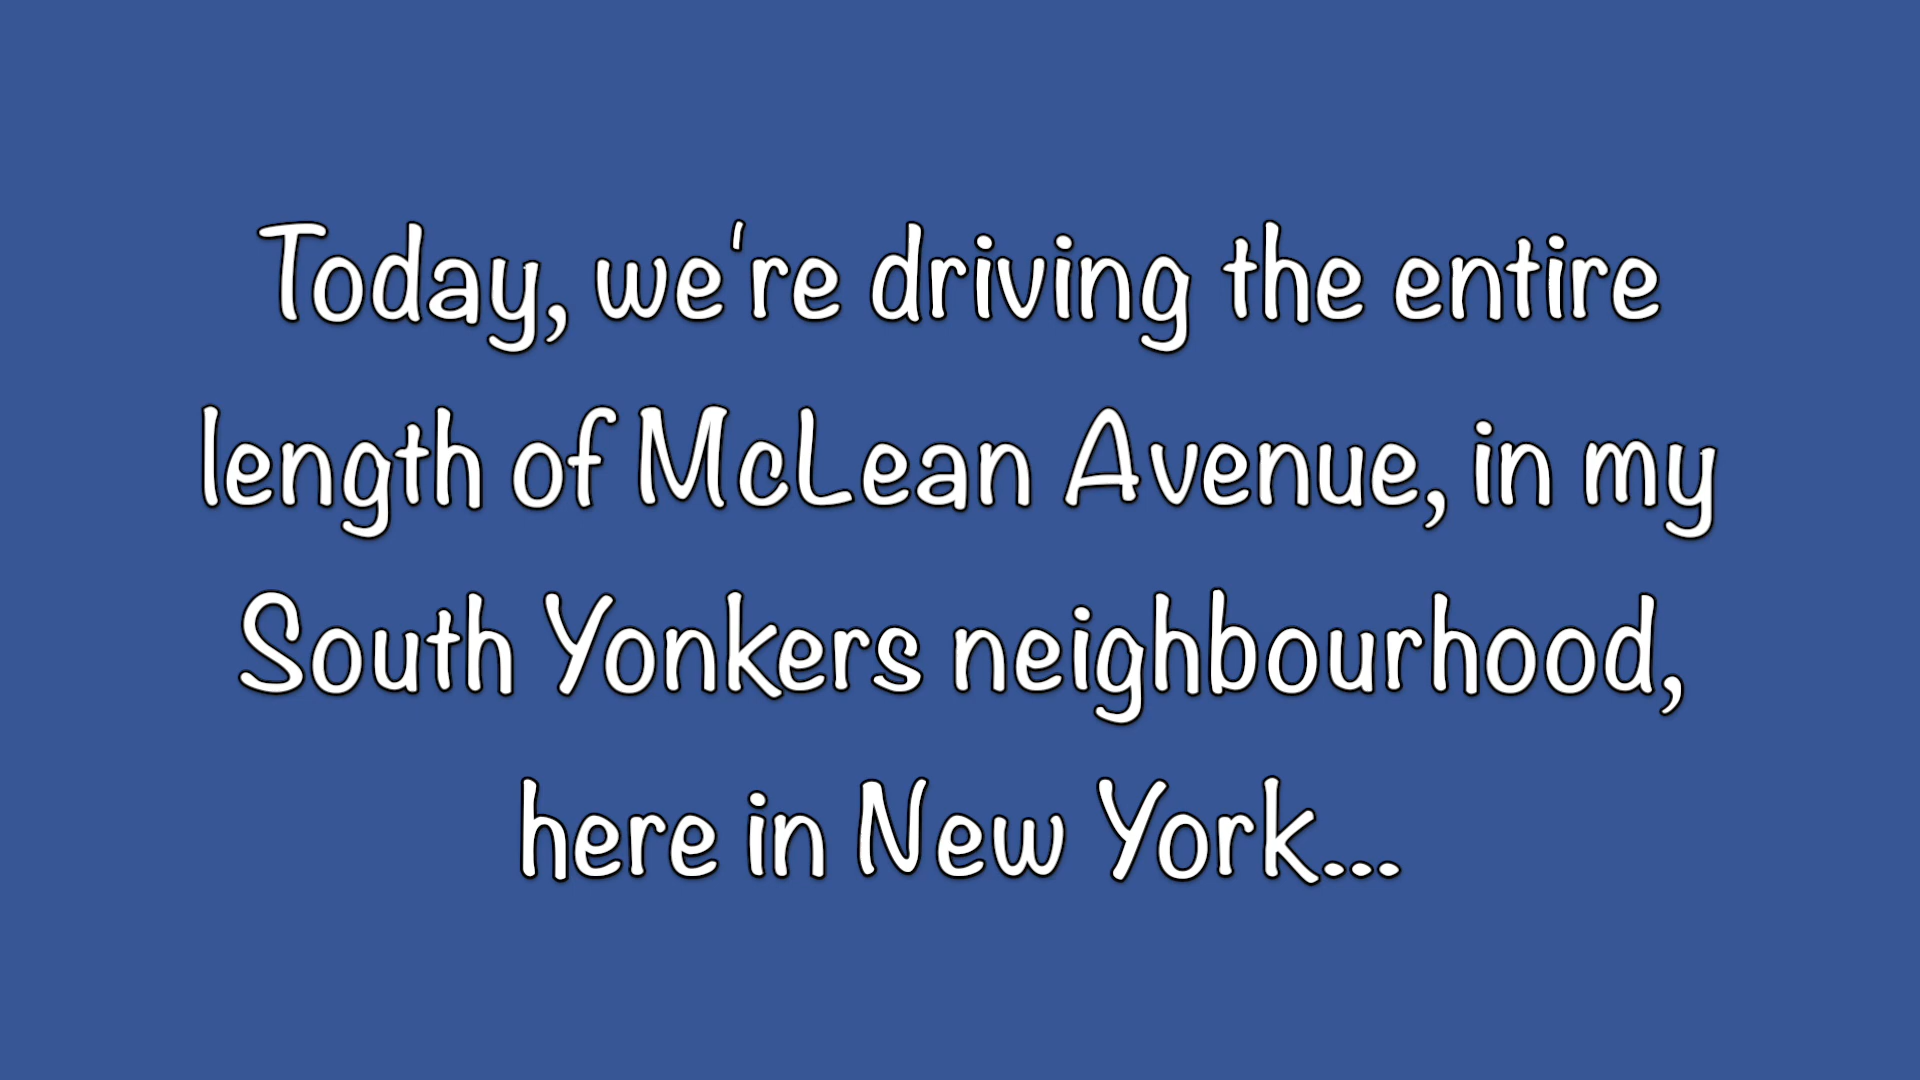 Today, we're driving the entire
length of McLean Avenue, in my
South Yonkers neighbourhood,
here in New York...